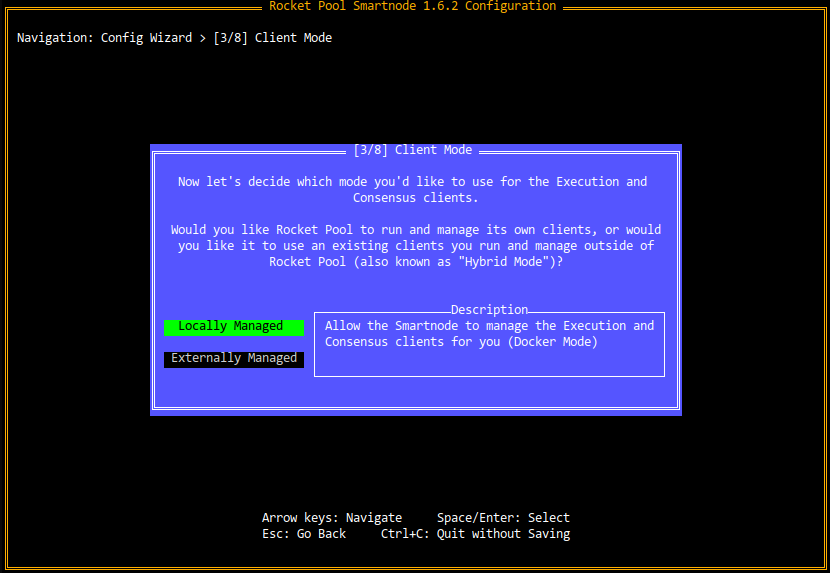 Rocket Pool Smartnode 1.6.2 Configuration
Navigation: Config Wizard > [3/8] Client Mode
[3/8] Client Mode
Now let's decide which mode you'd like to use for the Execution and
Consensus clients.
Would you like Rocket Pool to run and manage its own clients, or would
you like it to use an existing clients you run and manage outside of
Rocket Pool (also known as "Hybrid Mode")?
Description
Locally Managed
Allow the Smartnode to manage the Execution and
Consensus clients for you (Docker Mode)
Externally Managed
Arrow keys: Navigate     Space/Enter: Select
Esc: Go Back     Ctrl+C: Quit without Saving